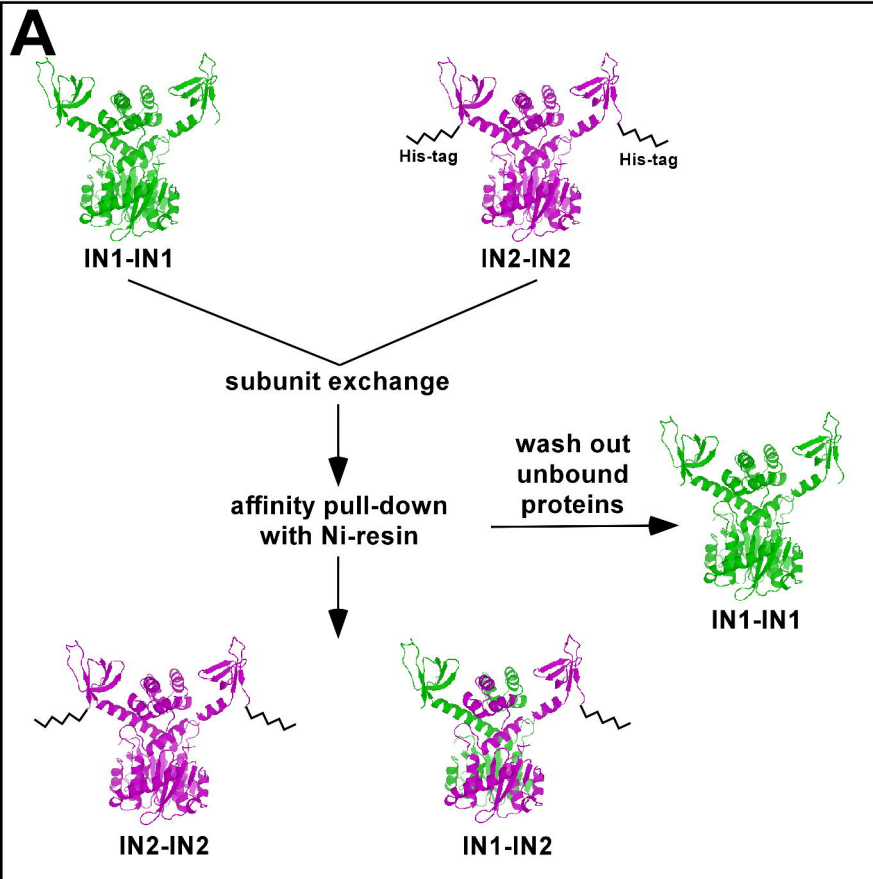 A
IN1-IN1
His-tag
His-tag
IN2-IN2
subunit exchange
affinity pull-down
with Ni-resin
wash out
unbound
proteins
IN1-IN1
IN2-IN2
IN1-IN2